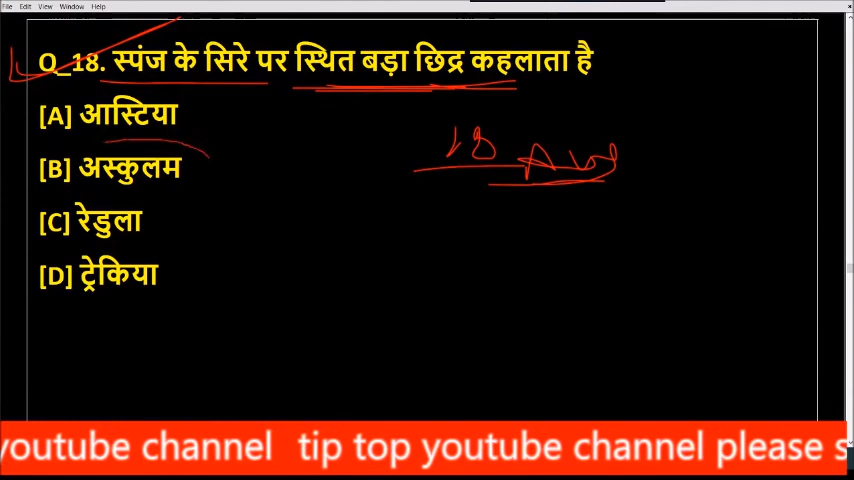 File Edit View Window Help
Q_18. स्पंज के सिरे पर स्थित बड़ा छिद्र कहलाता है
[A] आस्टिया
18 A
[B] अस्कुलम
[C] रेडुला
[D] ट्रेकिया
youtube channel tip top youtube channel please s